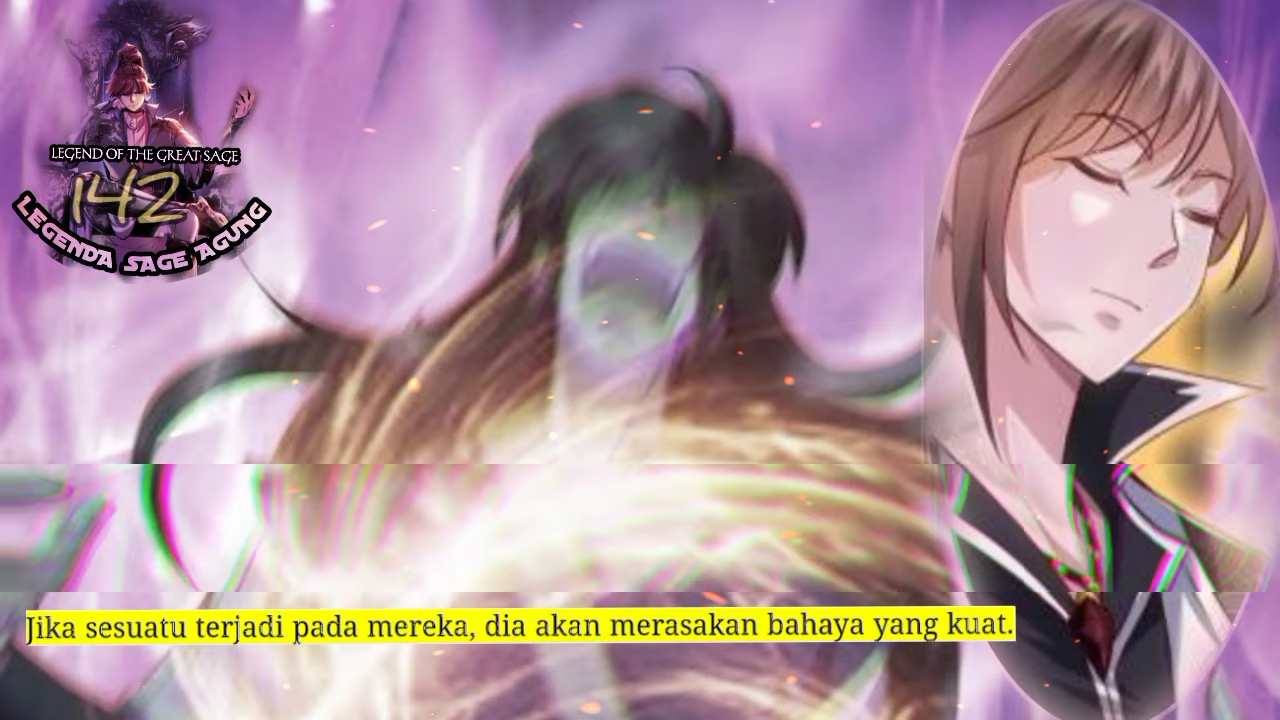 LEGEND OF THE GREAT SAGE
142
LEGENDA SAGE AGUNG
Jika sesuatu terjadi pada mereka, dia akan merasakan bahaya yang kuat.